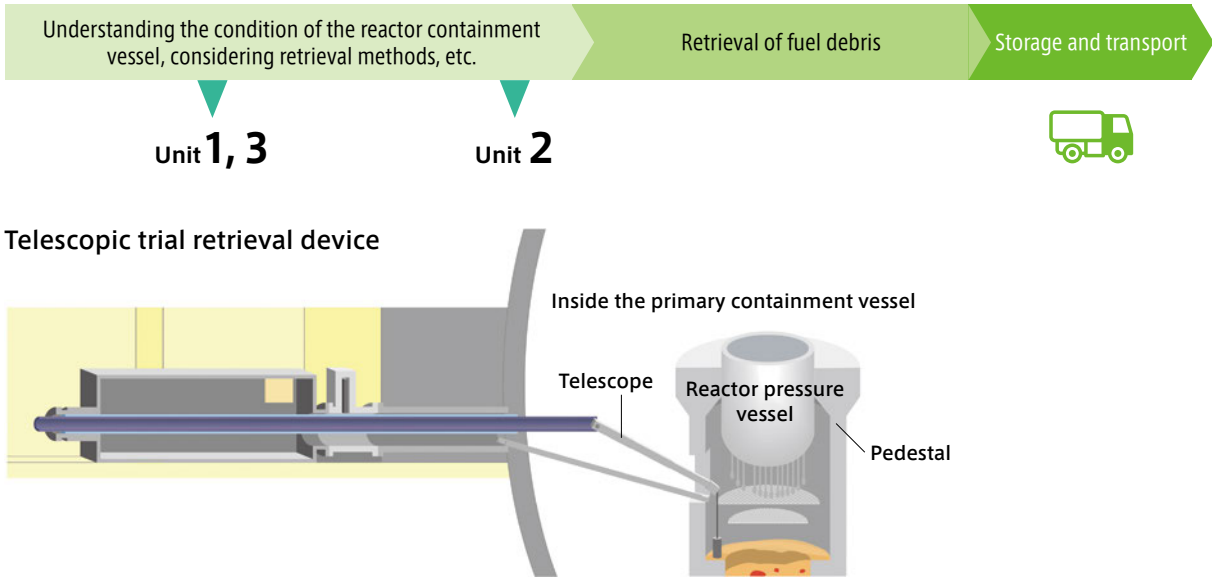 Understanding the condition of the reactor containment
vessel, considering retrieval methods, etc.
Retrieval of fuel debris
Storage and transport
Unit 1, 3
Unit 2
Telescopic trial retrieval device
Inside the primary containment vessel
Telescope
Reactor pressure
vessel
Pedestal